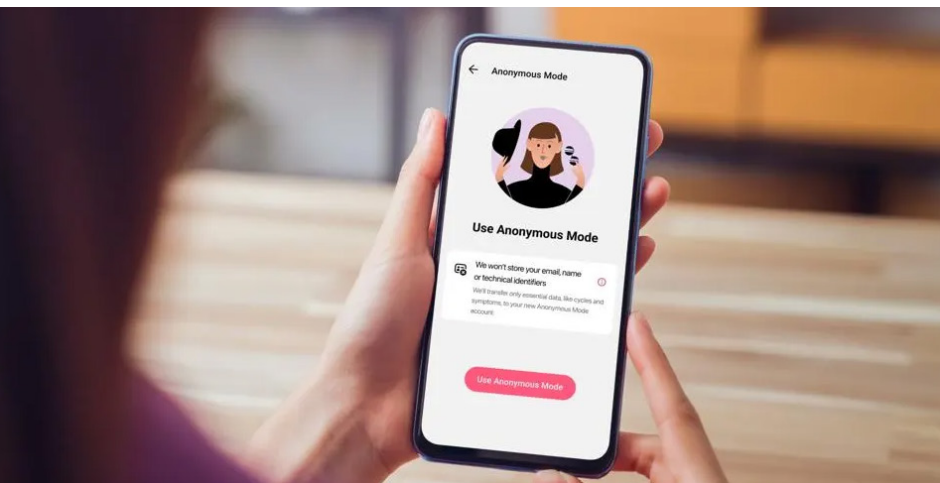 Anonymous Mode
Use Anonymous Mode
We won't store your email, name
or technical identifiers
We'll transfer only essential data, like cycles and
symptoms, to your new Anonymous Mode
account.
Use Anonymous Mode